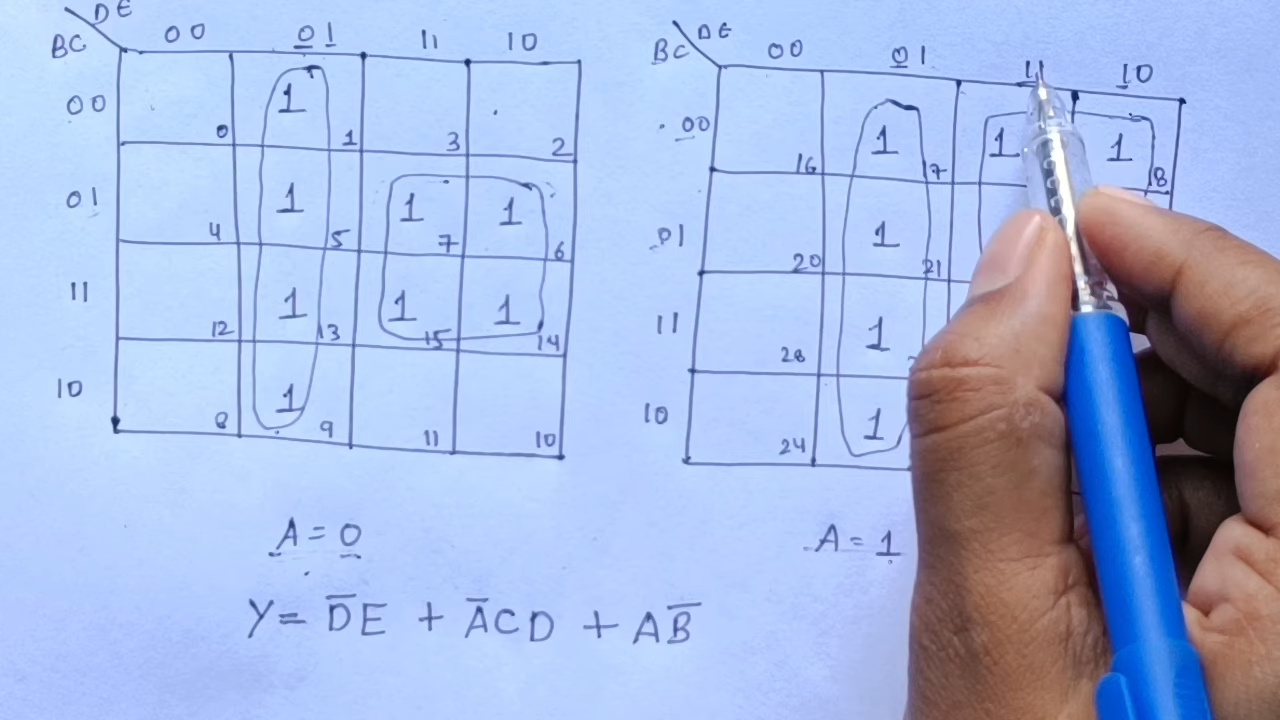 DE DE
BC 00 01 11 10 BC 00 01 11 10
00 1 00 1 1 1
0 1 3 2 16 17 18
01 1 1 1 01 1
4 5 7 6 20 21
11 1 1 1 11 1
12 13 15 14 28
10 1 10 1
8 9 11 10 24
A = 0 A = 1
Y = D̅E + A̅CD + AB̅